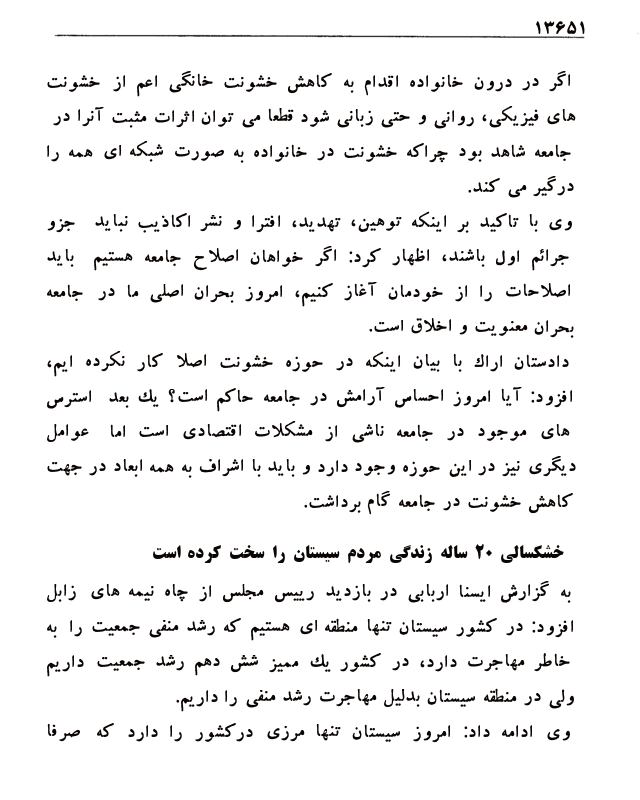 ۱۳۶۵۱
اگر در درون خانواده اقدام به کاهش خشونت خانگی اعم از خشونت
های فیزیکی، روانی و حتی زبانی شود قطعا می توان اثرات مثبت آنرا در
جامعه شاهد بود چراکه خشونت در خانواده به صورت شبکه ای همه را
درگیر می کند.
وی با تاکید بر اینکه توهین، تهدید، افترا و نشر اکاذیب نباید جزو
جرائم اول باشند، اظهار کرد: اگر خواهان اصلاح جامعه هستیم باید
اصلاحات را از خودمان آغاز کنیم، امروز بحران اصلی ما در جامعه
بحران معنویت و اخلاق است.
دادستان اراك با بیان اینکه در حوزه خشونت اصلا کار نکرده ایم،
افزود: آیا امروز احساس آرامش در جامعه حاکم است؟ یك بعد استرس
های موجود در جامعه ناشی از مشکلات اقتصادی است اما عوامل
دیگری نیز در این حوزه وجود دارد و باید با اشراف به همه ابعاد در جهت
کاهش خشونت در جامعه گام برداشت.
خشکسالی ۲۰ ساله زندگی مردم سیستان را سخت کرده است
به گزارش ایسنا اربابی در بازدید رییس مجلس از چاه نیمه های زابل
افزود: در کشور سیستان تنها منطقه ای هستیم که رشد منفی جمعیت را به
خاطر مهاجرت دارد، در کشور یك ممیز شش دهم رشد جمعیت داریم
ولی در منطقه سیستان بدلیل مهاجرت رشد منفی را داریم.
وی ادامه داد: امروز سیستان تنها مرزی درکشور را دارد که صرفا